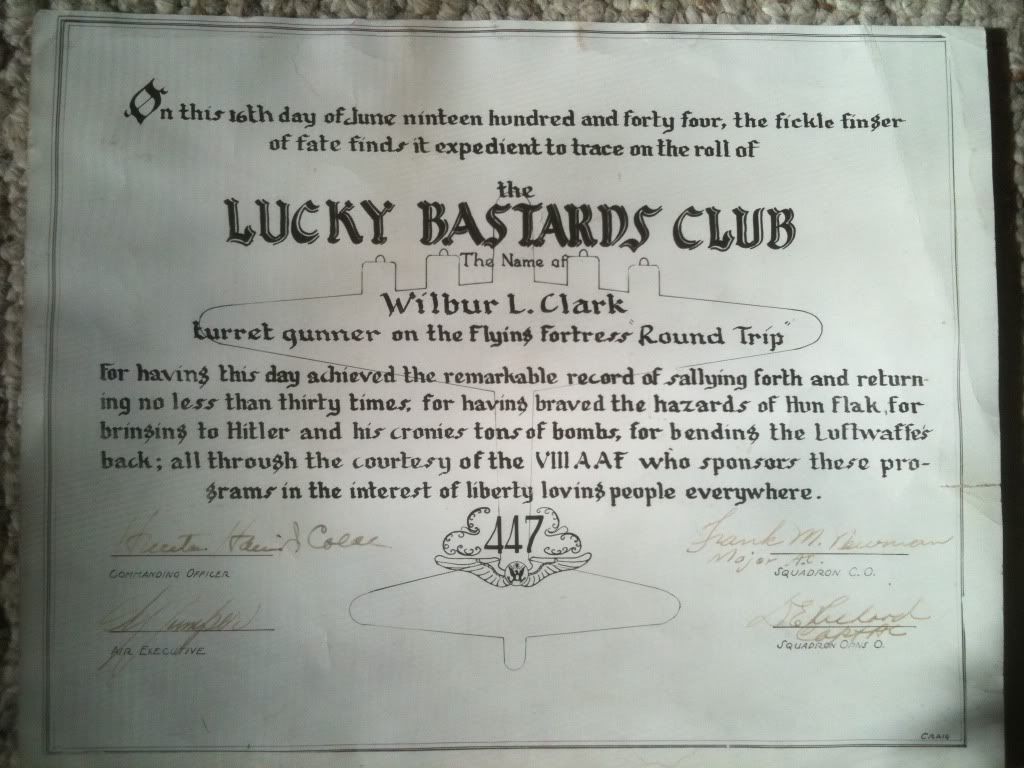 On this 16th day of June ninteen hundred and forty four, the fickle finger
of fate finds it expedient to trace on the roll of
the
LUCKY BASTARDS CLUB
The Name of
Wilbur L. Clark
turret gunner on the Flying Fortress "Round Trip"
For having this day achieved the remarkable record of sallying forth and return-
ing no less than thirty times, for having braved the hazards of Hun flak, for
bringing to Hitler and his cronies tons of bombs, for bending the Luftwaffe's
back; all through the courtesy of the VIII AAF who sponsors these pro-
grams in the interest of liberty loving people everywhere.
447
COMMANDING OFFICER
Frank M. Newman
Major A.C.
SQUADRON C.O.
AIR EXECUTIVE
SQUADRON OPNS O.
CRAIG